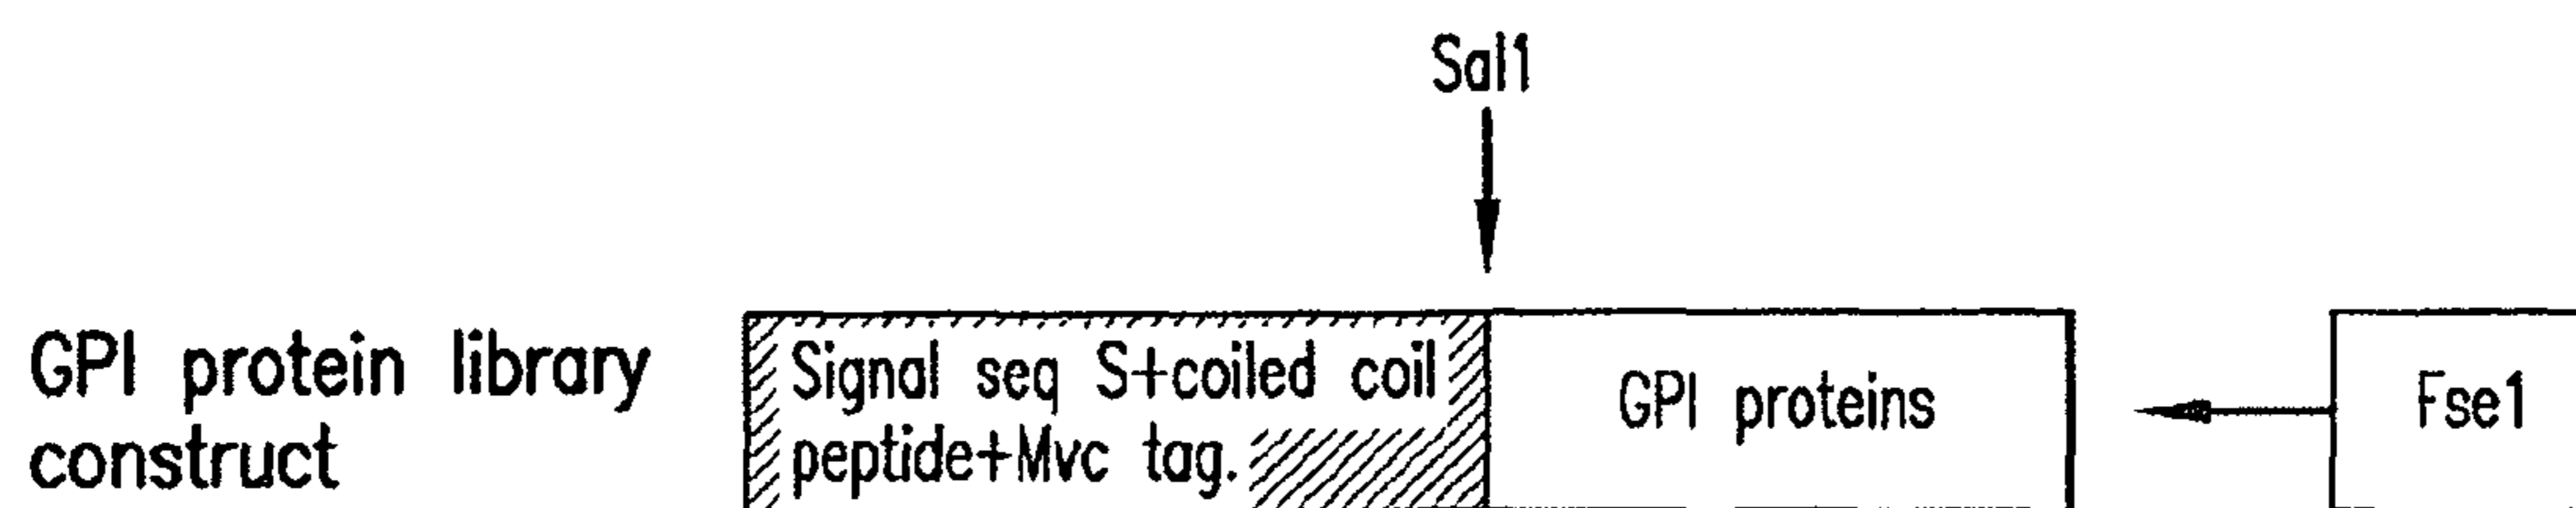 Sal1
GPI protein library
construct
Signal seq S+coiled coil
peptide+Mvc tag.
GPI proteins
Fse1